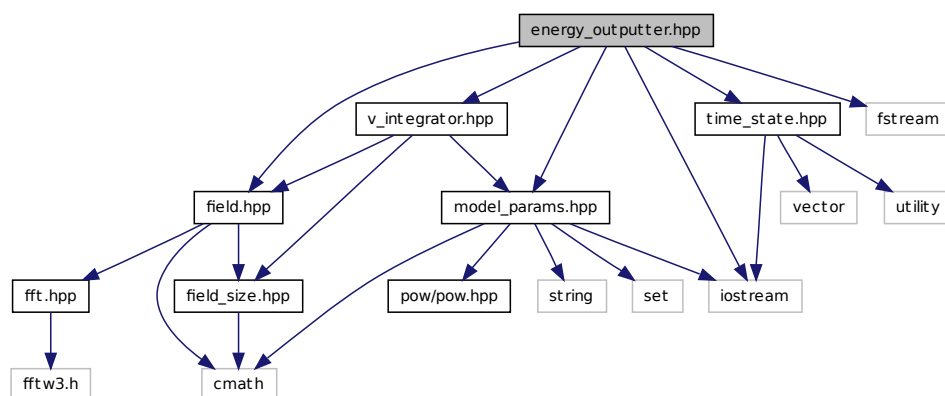 energy_outputter.hpp
v_integrator.hpp
time_state.hpp
fstream
field.hpp
model_params.hpp
vector
utility
fft.hpp
field_size.hpp
pow/pow.hpp
string
set
iostream
fftw3.h
cmath